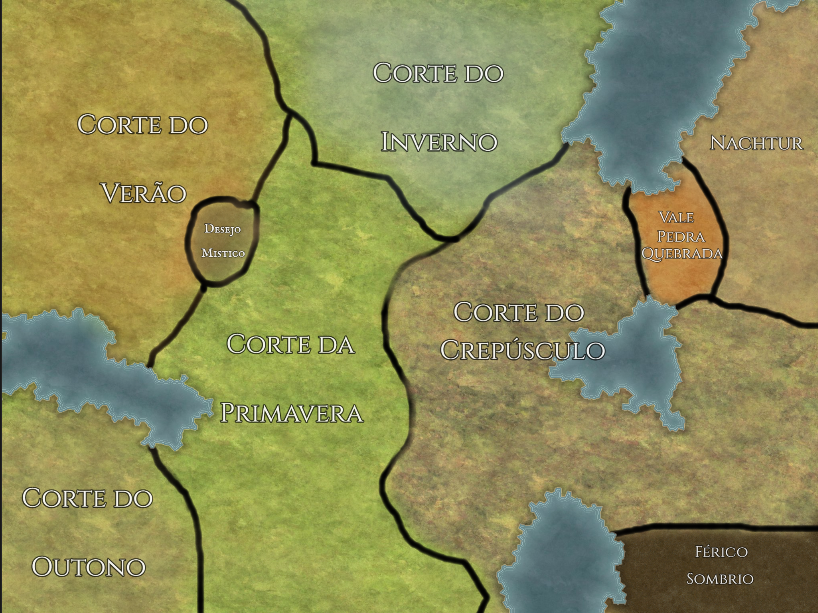 CORTE DO
VERÃO
DESEJO
MISTICO
CORTE DO
INVERNO
NACHTUR
VALE
PEDRA
QUEBRADA
CORTE DA
PRIMAVERA
CORTE DO
CREPÚSCULO
CORTE DO
OUTONO
FÉRICO
SOMBRIO